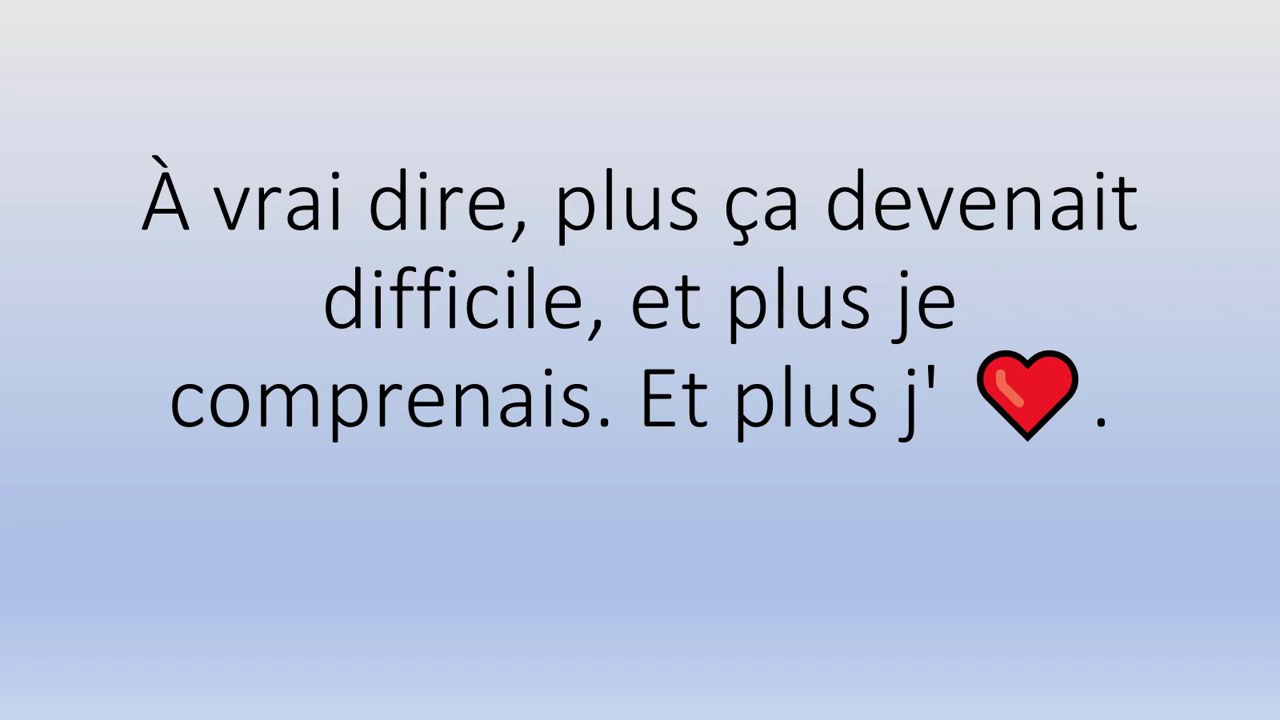 À vrai dire, plus ça devenait
difficile, et plus je
comprenais. Et plus j' ❤️.